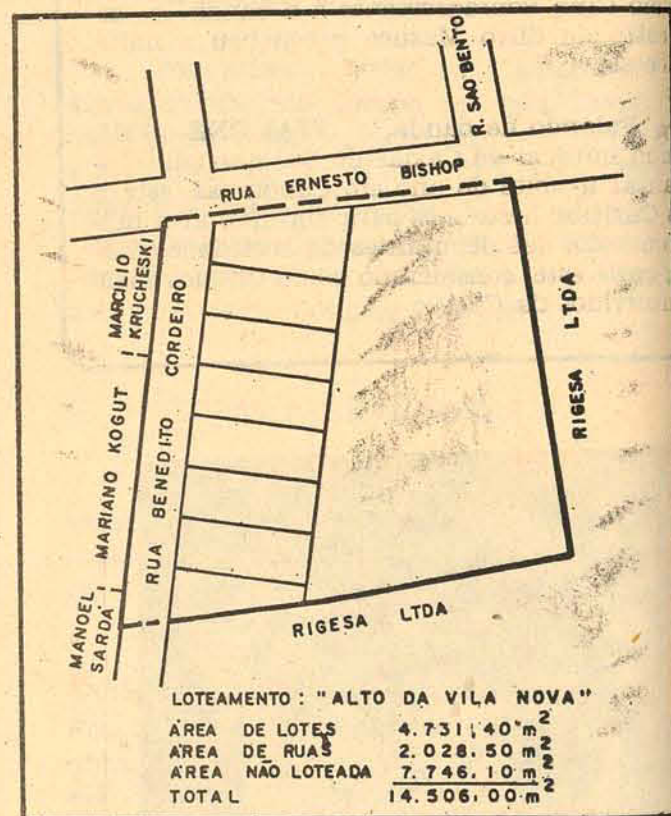 R. SAO BENTO
RUA ERNESTO BISHOP
MARCILIO
KRUCHESKI
MARIANO KOGUT
MANOEL
SARDÁ
RUA BENEDITO CORDEIRO
RIGESA LTDA
RIGESA LTDA
LOTEAMENTO: "ALTO DA VILA NOVA"
ÁREA DE LOTES 4.731,40 m²
AREA DE RUAS 2.028.50 m²
ÁREA NÃO LOTEADA 7.746.10 m²
TOTAL 14.506,00 m²